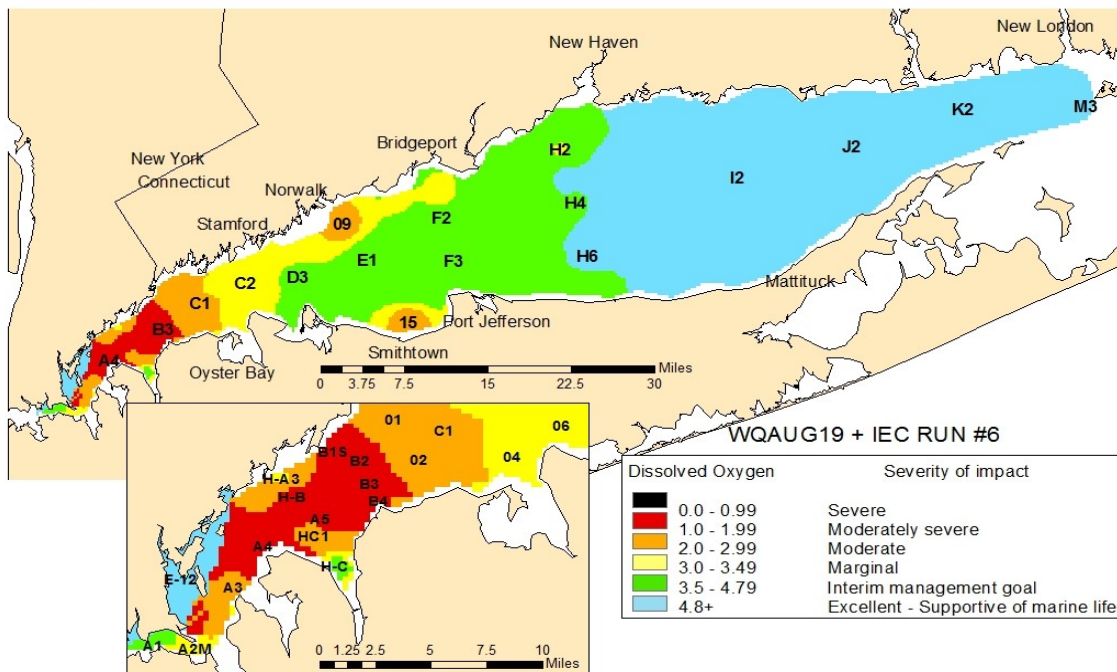 New London
New Haven
K2
M3
Bridgeport
H2
J2
New York
Connecticut
I2
Norwalk
H4
09
F2
Stamford
H6
E1
F3
D3
C2
Mattituck
C1
15
Port Jefferson
B3
Smithtown
A4
Oyster Bay
0 3.75 7.5 15 22.5 30 Miles
WQAUG19 + IEC RUN #6
01
C1
06
B1S
B2
02
04
H-A3
B3
H-B
B4
A5
HC1
A4
H-C
E-12
A3
A1
A2M
0 1.25 2.5 5 7.5 10 Miles
Dissolved Oxygen Severity of impact
0.0 - 0.99 Severe
1.0 - 1.99 Moderately severe
2.0 - 2.99 Moderate
3.0 - 3.49 Marginal
3.5 - 4.79 Interim management goal
4.8+ Excellent - Supportive of marine life